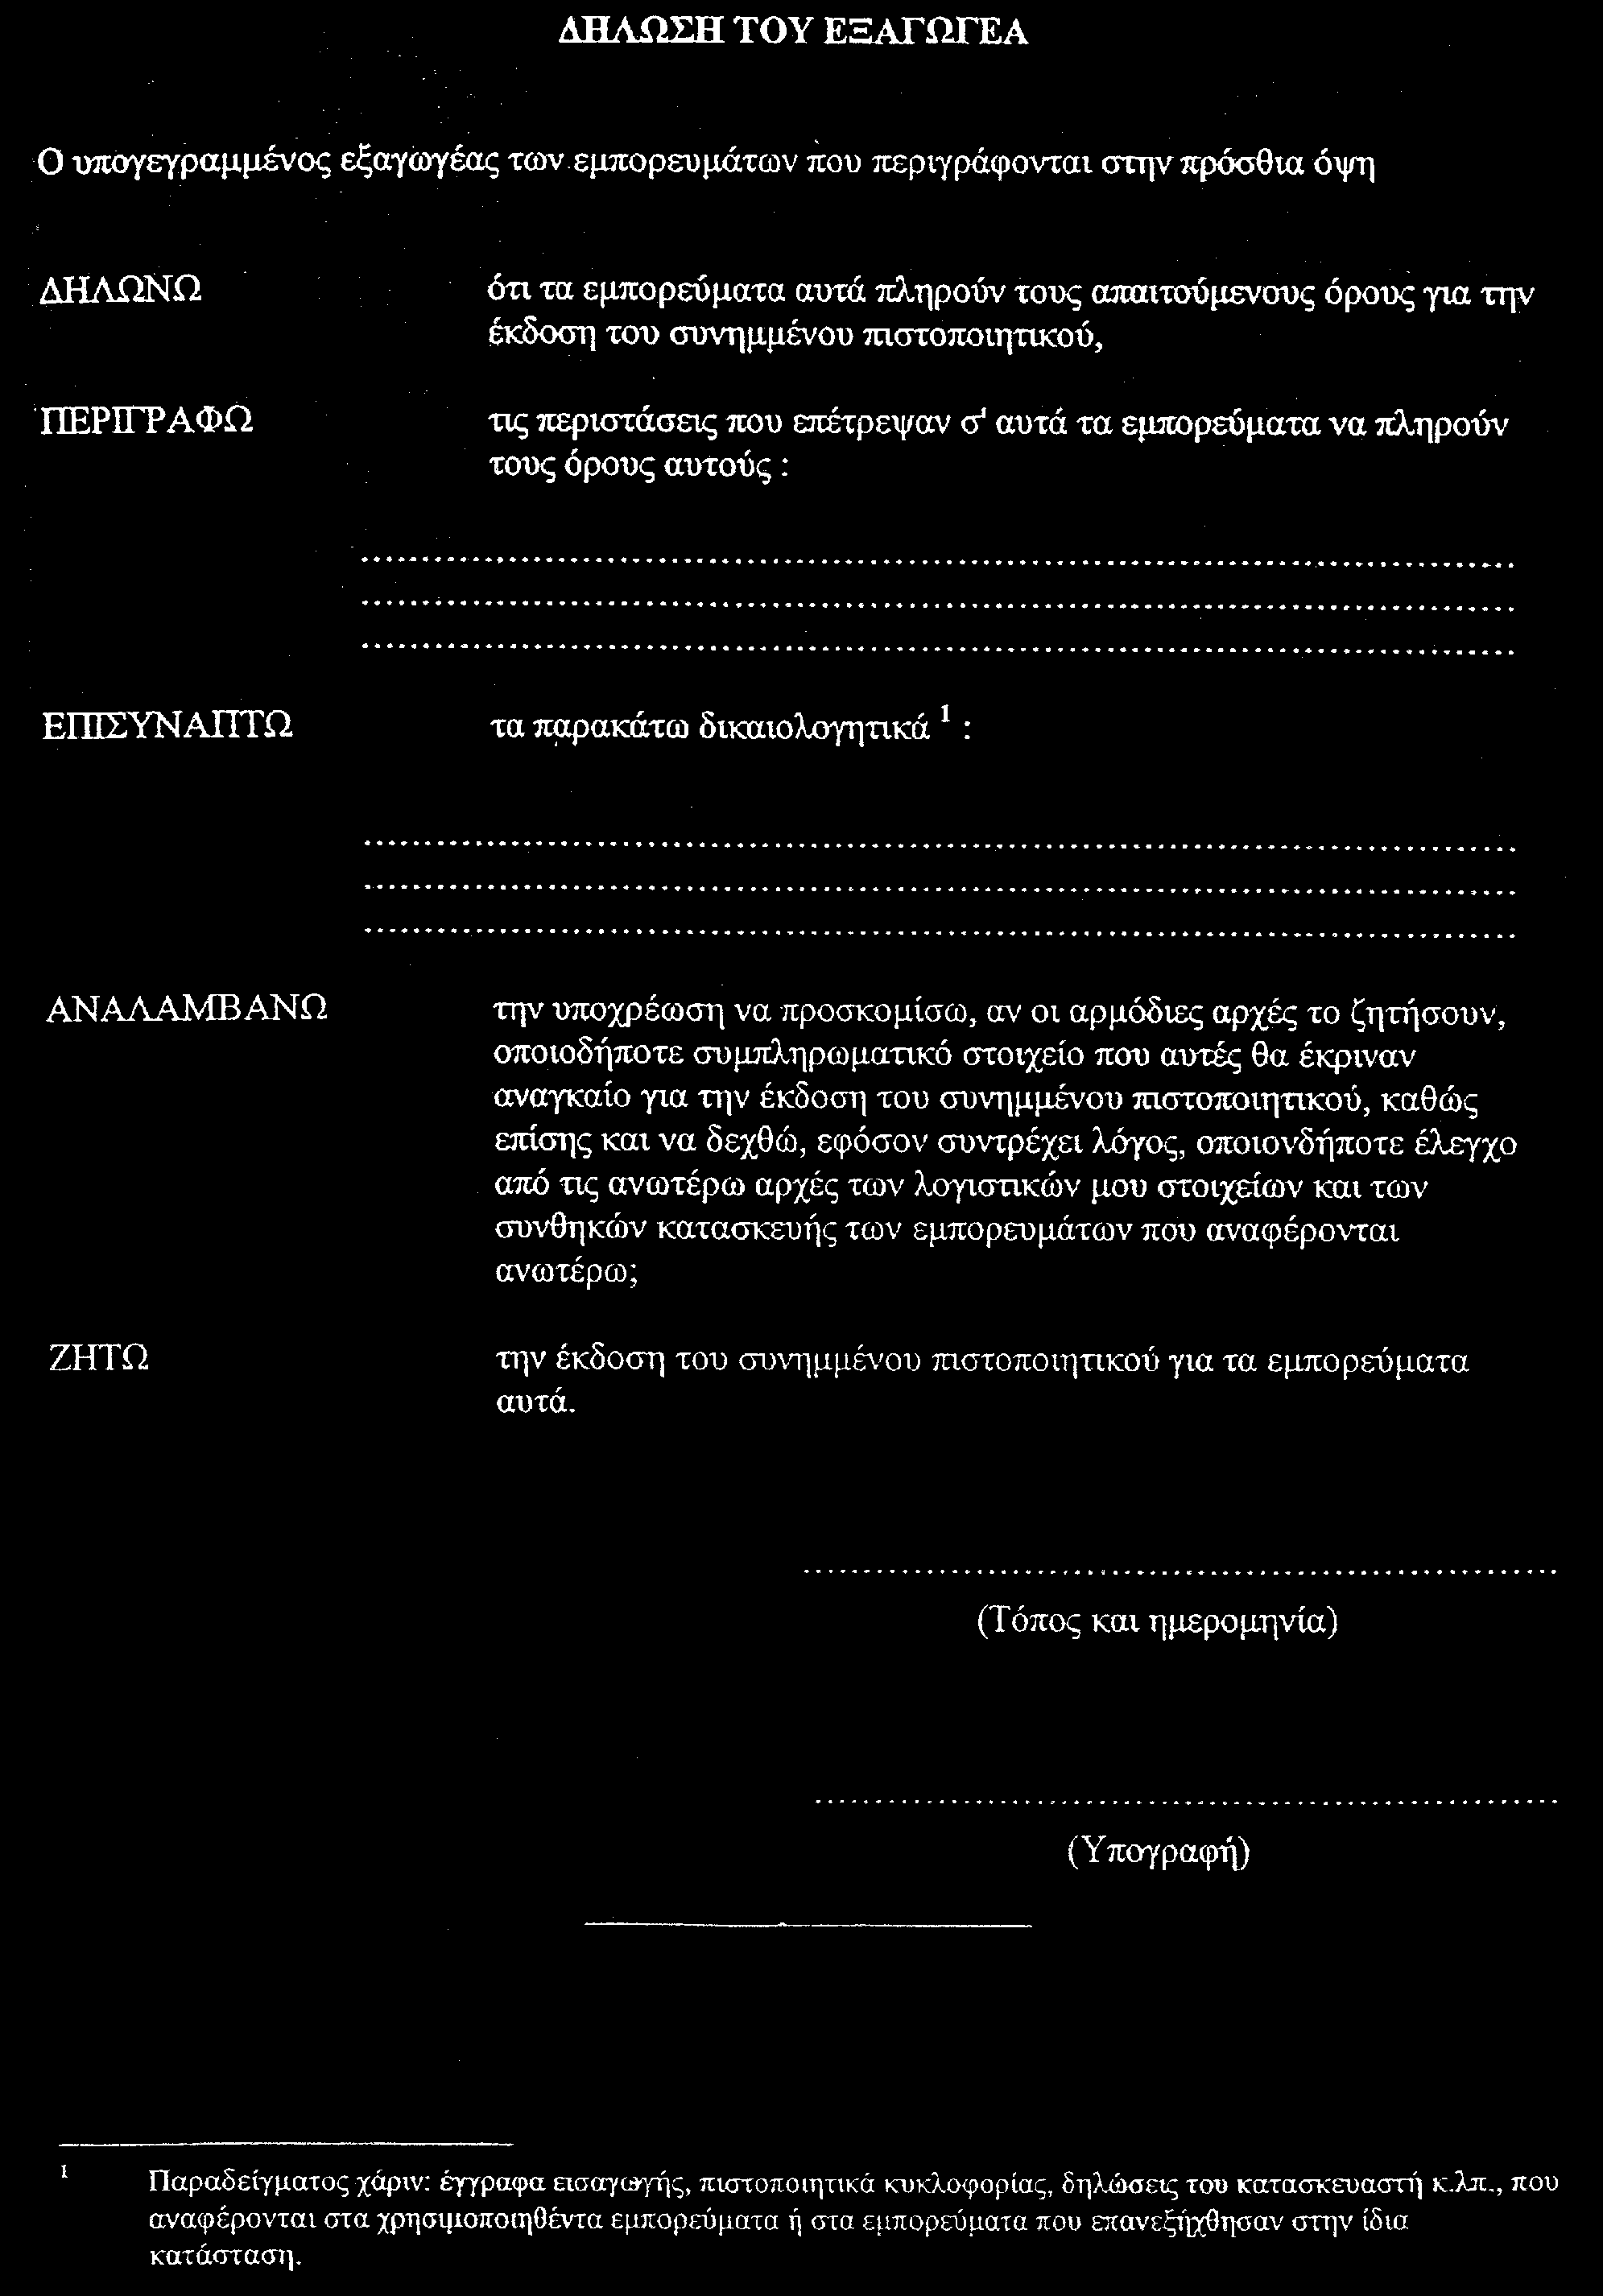 ΔΗΛΩΣΗ ΤΟΥ ΕΞΑΓΩΓΕΑ
Ο υπογεγραμμένος εξαγωγέας των εμπορευμάτων που περιγράφονται στην πρόσθια όψη
ΔΗΛΩΝΩ ότι τα εμπορεύματα αυτά πληρούν τους απαιτούμενους όρους για την
έκδοση του συνημμένου πιστοποιητικού,
ΠΕΡΙΓΡΑΦΩ τις περιστάσεις που επέτρεψαν σ' αυτά τα εμπορεύματα να πληρούν
τους όρους αυτούς :
ΕΠΙΣΥΝΑΠΤΩ τα παρακάτω δικαιολογητικά 1 :
ΑΝΑΛΑΜΒΑΝΩ την υποχρέωση να προσκομίσω, αν οι αρμόδιες αρχές το ζητήσουν,
οποιοδήποτε συμπληρωματικό στοιχείο που αυτές θα έκριναν
αναγκαίο για την έκδοση του συνημμένου πιστοποιητικού, καθώς
επίσης και να δεχθώ, εφόσον συντρέχει λόγος, οποιονδήποτε έλεγχο
από τις ανωτέρω αρχές των λογιστικών μου στοιχείων και των
συνθηκών κατασκευής των εμπορευμάτων που αναφέρονται
ανωτέρω;
ΖΗΤΩ την έκδοση του συνημμένου πιστοποιητικού για τα εμπορεύματα
αυτά.
(Τόπος και ημερομηνία)
(Υπογραφή)
1 Παραδείγματος χάριν: έγγραφα εισαγωγής, πιστοποιητικά κυκλοφορίας, δηλώσεις του κατασκευαστή κ.λπ., που
αναφέρονται στα χρησιμοποιηθέντα εμπορεύματα ή στα εμπορεύματα που επανεξήχθησαν στην ίδια
κατάσταση.